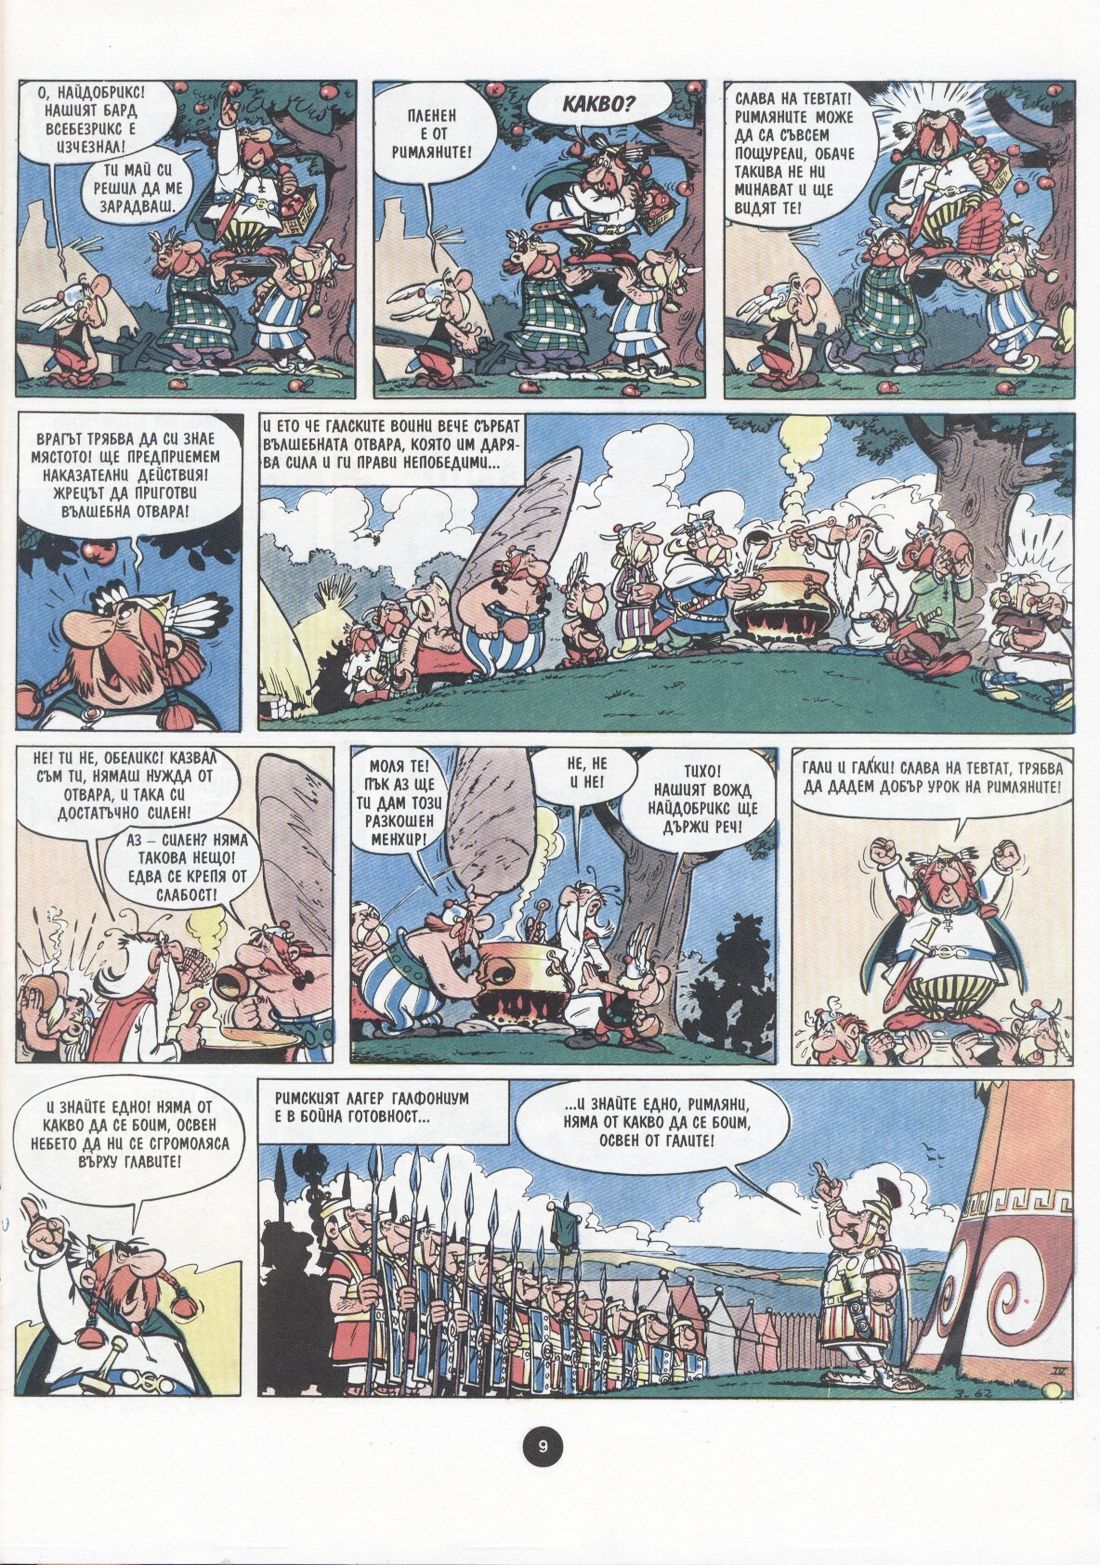 О, НАЙДОБРИКС!
НАШИЯТ БАРД
ВСЕБЕЗРИКС Е
ИЗЧЕЗНАЛ!
ТИ МАЙ СИ
РЕШИЛ ДА МЕ
ЗАРАДВАШ.
ПЛЕНЕН
Е ОТ
РИМЛЯНИТЕ!
КАКВО?
СЛАВА НА ТЕВТАТ!
РИМЛЯНИТЕ МОЖЕ
ДА СА СЪВСЕМ
ПОЩУРЕЛИ, ОБАЧЕ
ТАКИВА НЕ НИ
МИНАВАТ И ЩЕ
ВИДЯТ ТЕ!
ВРАГЪТ ТРЯБВА ДА СИ ЗНАЕ
МЯСТОТО! ЩЕ ПРЕДПРИЕМЕМ
НАКАЗАТЕЛНИ ДЕЙСТВИЯ!
ЖРЕЦЪТ ДА ПРИГОТВИ
ВЪЛШЕБНА ОТВАРА!
И ЕТО ЧЕ ГАЛСКИТЕ ВОИНИ ВЕЧЕ СЪРБАТ
ВЪЛШЕБНАТА ОТВАРА, КОЯТО ИМ ДАРЯ-
ВА СИЛА И ГИ ПРАВИ НЕПОБЕДИМИ...
НЕ! ТИ НЕ, ОБЕЛИКС! КАЗВАЛ
СЪМ ТИ, НЯМАШ НУЖДА ОТ
ОТВАРА, И ТАКА СИ
ДОСТАТЪЧНО СИЛЕН!
АЗ – СИЛЕН? НЯМА
ТАКОВА НЕЩО!
ЕДВА СЕ КРЕПЯ ОТ
СЛАБОСТ!
МОЛЯ ТЕ!
ПЪК АЗ ЩЕ
ТИ ДАМ ТОЗИ
РАЗКОШЕН
МЕНХИР!
НЕ, НЕ
И НЕ!
ТИХО!
НАШИЯТ ВОЖД
НАЙДОБРИКС ЩЕ
ДЪРЖИ РЕЧ!
ГАЛИ И ГАЛКИ! СЛАВА НА ТЕВТАТ, ТРЯБВА
ДА ДАДЕМ ДОБЪР УРОК НА РИМЛЯНИТЕ!
И ЗНАЙТЕ ЕДНО! НЯМА ОТ
КАКВО ДА СЕ БОИМ, ОСВЕН
НЕБЕТО ДА НИ СЕ СГРОМОЛЯСА
ВЪРХУ ГЛАВИТЕ!
РИМСКИЯТ ЛАГЕР ГАЛФОНИУМ
Е В БОЙНА ГОТОВНОСТ...
...И ЗНАЙТЕ ЕДНО, РИМЛЯНИ,
НЯМА ОТ КАКВО ДА СЕ БОИМ,
ОСВЕН ОТ ГАЛИТЕ!
IV
3-62
9